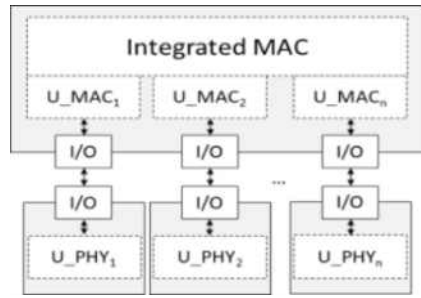 Integrated MAC
U_MAC₁ U_MAC₂ U_MACₙ
I/O I/O I/O
...
I/O I/O I/O
U_PHY₁ U_PHY₂ U_PHYₙ